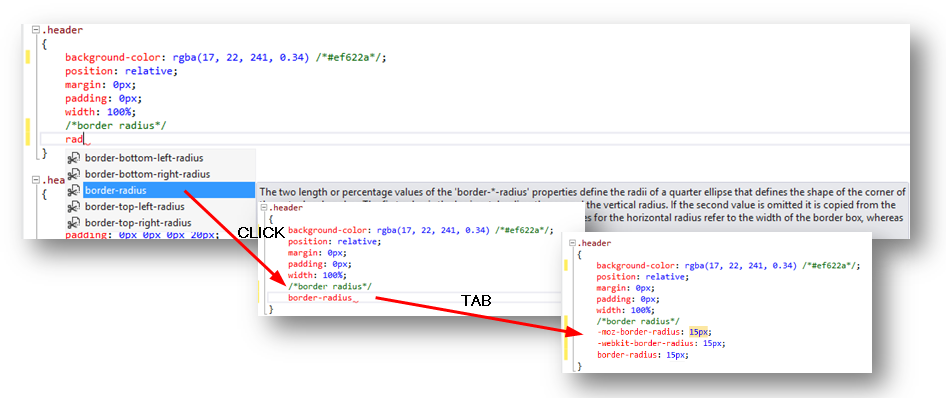 .header
{
background-color: rgba(17, 22, 241, 0.34) /*#ef622a*/;
position: relative;
margin: 0px;
padding: 0px;
width: 100%;
/*border radius*/
rad
}
border-bottom-left-radius
border-bottom-right-radius
border-radius
border-top-left-radius
border-top-right-radius
.hea
{
padding: 0px 0px 0px 20px;
The two length or percentage values of the 'border-*-radius' properties define the radii of a quarter ellipse that defines the shape of the corner of
the vertical radius. If the second value is omitted it is copied from the
es for the horizontal radius refer to the width of the border box, whereas
CLICK
.header
{
background-color: rgba(17, 22, 241, 0.34) /*#ef622a*/;
position: relative;
margin: 0px;
padding: 0px;
width: 100%;
/*border radius*/
border-radius
}
TAB
.header
{
background-color: rgba(17, 22, 241, 0.34) /*#ef622a*/;
position: relative;
margin: 0px;
padding: 0px;
width: 100%;
/*border radius*/
-moz-border-radius: 15px;
-webkit-border-radius: 15px;
border-radius: 15px;
}